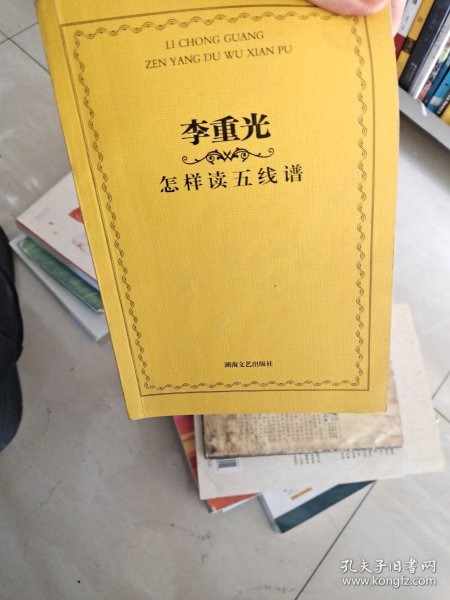 LI CHONG GUANG
ZEN YANG DU WU XIAN PU
李重光
怎样读五线谱
湖南文艺出版社
孔夫子旧书网
www.kongfz.com